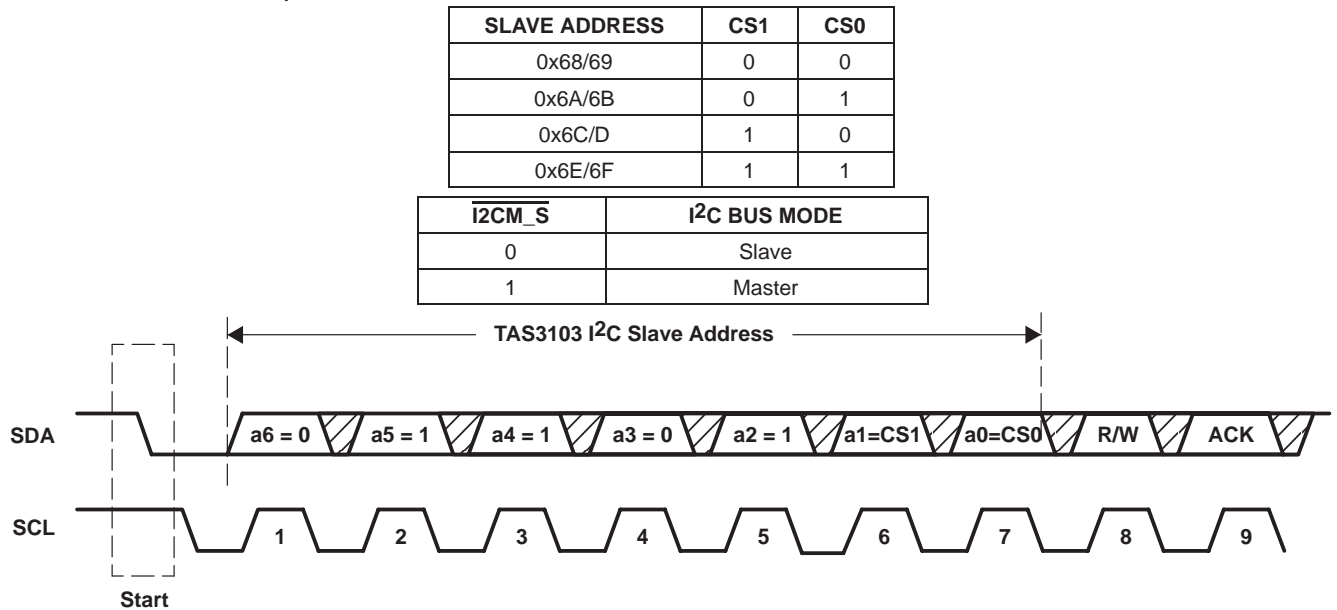 SLAVE ADDRESS CS1 CS0
0x68/69 0 0
0x6A/6B 0 1
0x6C/D 1 0
0x6E/6F 1 1
I2CM_S I2C BUS MODE
0 Slave
1 Master
TAS3103 I2C Slave Address
SDA a6 = 0 a5 = 1 a4 = 1 a3 = 0 a2 = 1 a1=CS1 a0=CS0 R/W ACK
SCL 1 2 3 4 5 6 7 8 9
Start